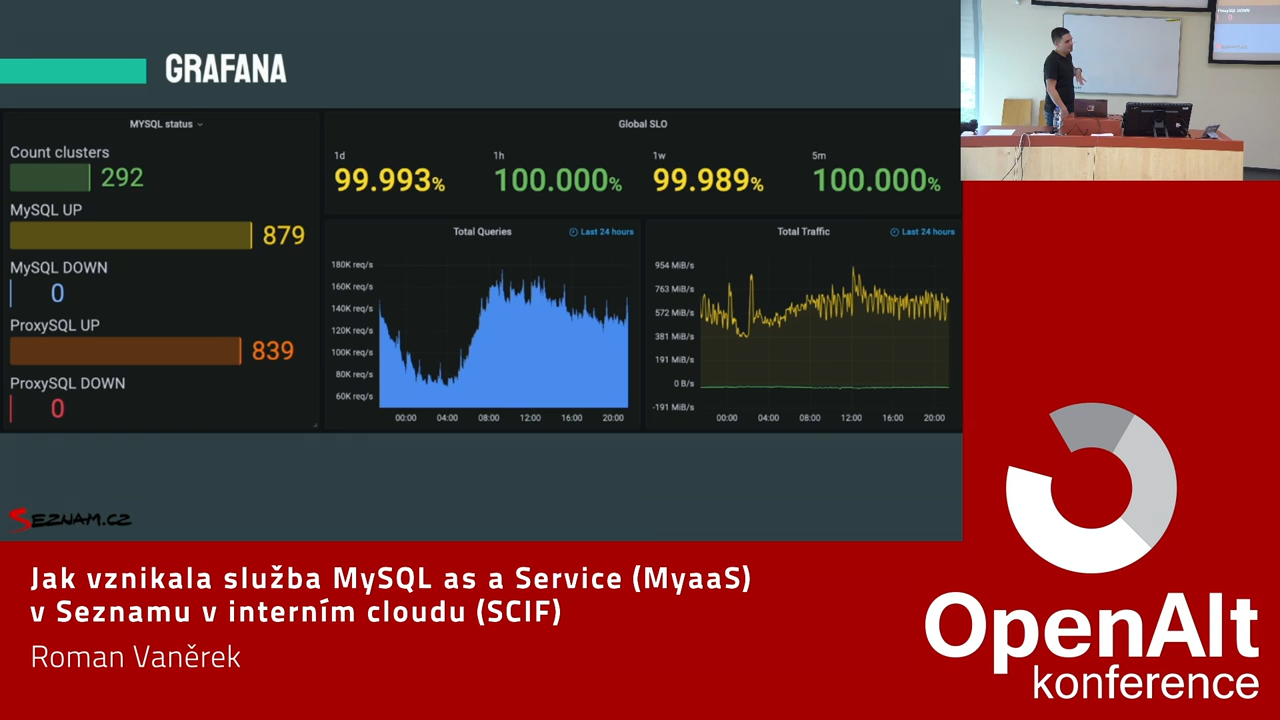 GRAFANA
MYSQL status
Count clusters
292
MySQL UP
879
MySQL DOWN
0
ProxySQL UP
839
ProxySQL DOWN
0
Global SLO
1d
99.993%
1h
100.000%
1w
99.989%
5m
100.000%
Total Queries
Last 24 hours
180K req/s
160K req/s
140K req/s
120K req/s
100K req/s
80K req/s
60K req/s
00:00 04:00 08:00 12:00 16:00 20:00
Total Traffic
Last 24 hours
954 MiB/s
763 MiB/s
572 MiB/s
381 MiB/s
191 MiB/s
0 B/s
-191 MiB/s
00:00 04:00 08:00 12:00 16:00 20:00
SEZNAM.CZ
ProxySQL DOWN
0
Jak vznikala služba MySQL as a Service (MyaaS)
v Seznamu v interním cloudu (SCIF)
Roman Vaněrek
OpenAlt
konference